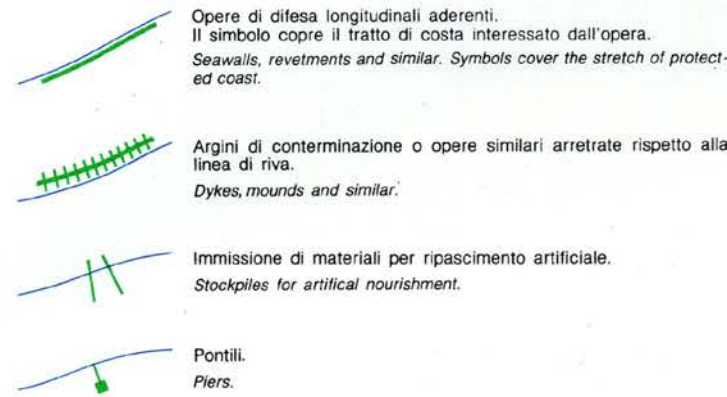 Opere di difesa longitudinali aderenti.
Il simbolo copre il tratto di costa interessato dall'opera.
Seawalls, revetments and similar. Symbols cover the stretch of protect-
ed coast.
Argini di conterminazione o opere similari arretrate rispetto alla
linea di riva.
Dykes, mounds and similar.
Immissione di materiali per ripascimento artificiale.
Stockpiles for artifical nourishment.
Pontili.
Piers.